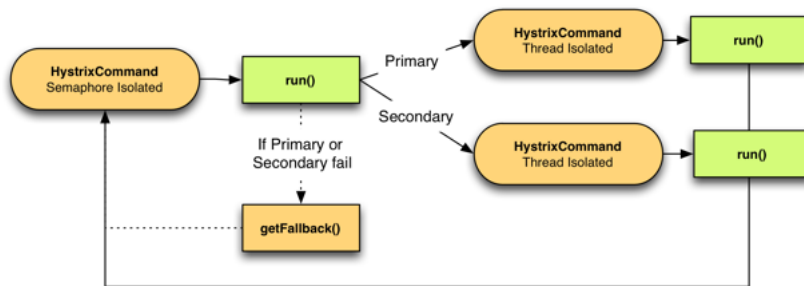 HystrixCommand
Semaphore Isolated
run()
Primary
Secondary
HystrixCommand
Thread Isolated
run()
HystrixCommand
Thread Isolated
run()
If Primary or
Secondary fail
getFallback()